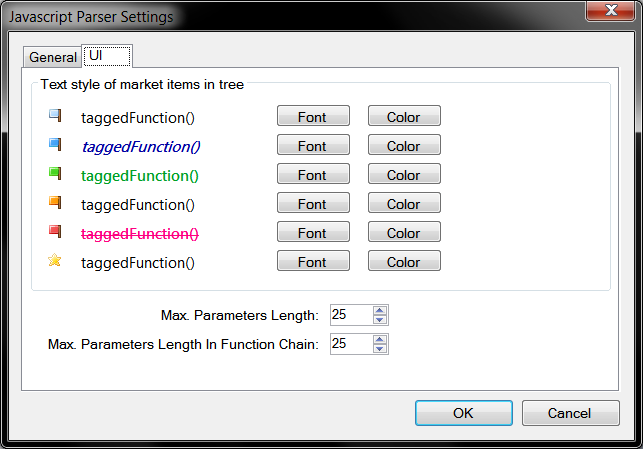 Javascript Parser Settings
General UI
Text style of market items in tree
taggedFunction() Font Color
taggedFunction() Font Color
taggedFunction() Font Color
taggedFunction() Font Color
taggedFunction() Font Color
taggedFunction() Font Color
Max. Parameters Length: 25
Max. Parameters Length In Function Chain: 25
OK Cancel